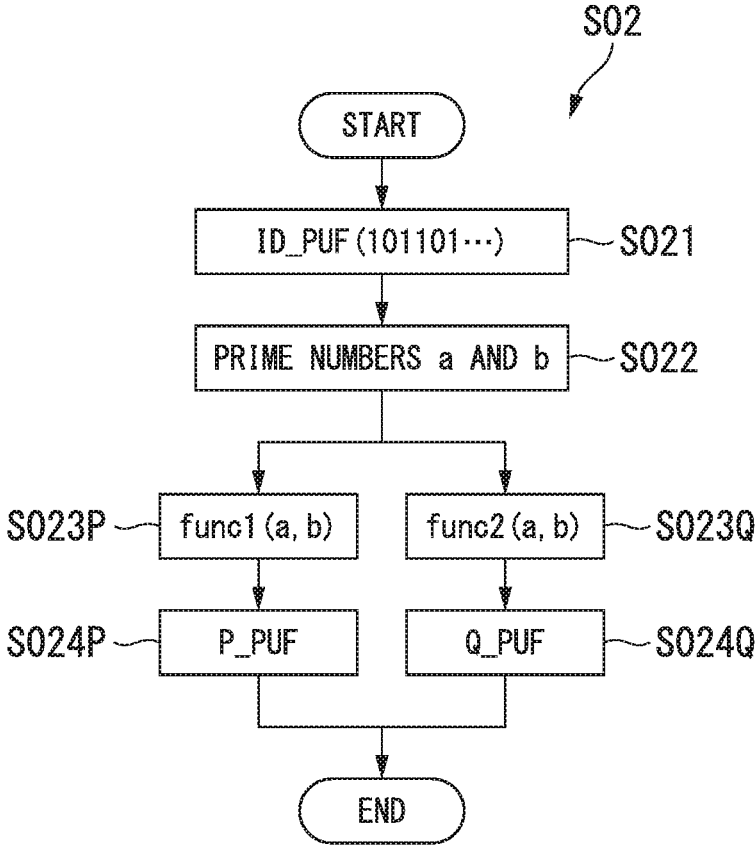 S02
START
ID_PUF(101101…)
S021
PRIME NUMBERS a AND b
S022
S023P
func1(a,b)
func2(a,b)
S023Q
S024P
P_PUF
Q_PUF
S024Q
END